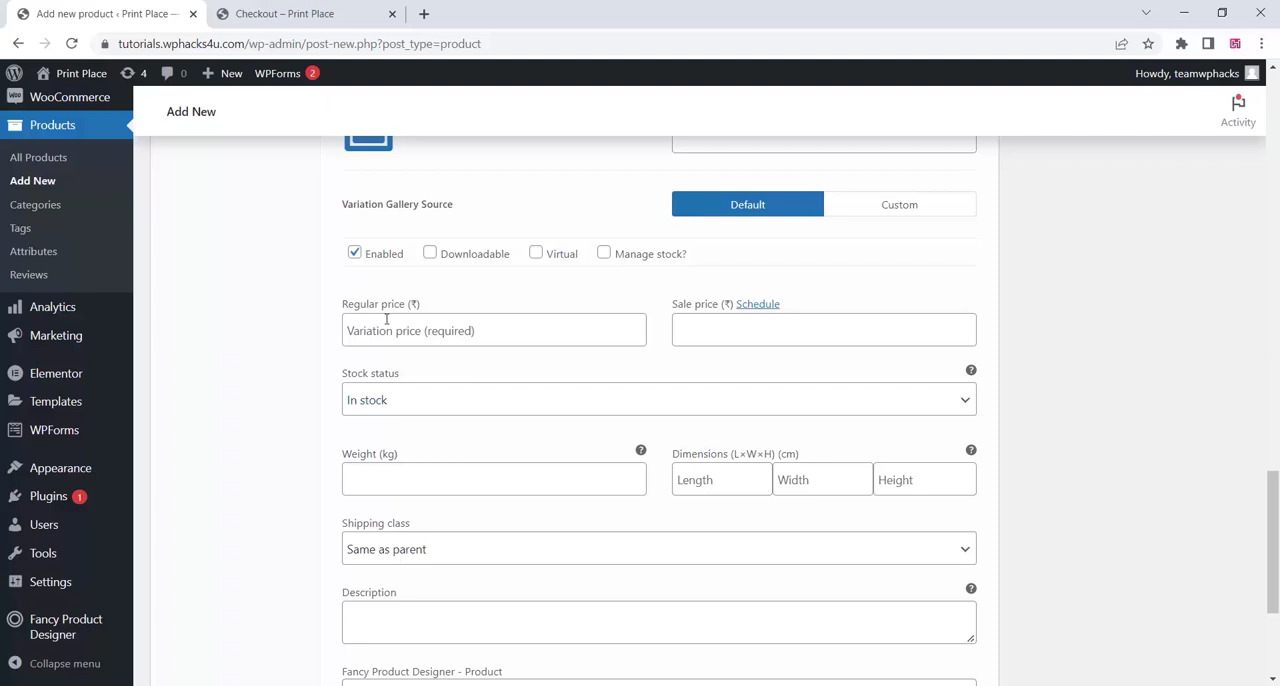 Add new product ‹ Print Place —
Checkout – Print Place
tutorials.wphacks4u.com/wp-admin/post-new.php?post_type=product
Print Place
4
0
New
WPForms 2
Howdy, teamwphacks
WooCommerce
Products
All Products
Add New
Categories
Tags
Attributes
Reviews
Analytics
Marketing
Elementor
Templates
WPForms
Appearance
Plugins 1
Users
Tools
Settings
Fancy Product
Designer
Collapse menu
Add New
Activity
Variation Gallery Source
Default
Custom
Enabled
Downloadable
Virtual
Manage stock?
Regular price (₹)
Sale price (₹) Schedule
Variation price (required)
Stock status
In stock
Weight (kg)
Dimensions (L×W×H) (cm)
Length
Width
Height
Shipping class
Same as parent
Description
Fancy Product Designer - Product